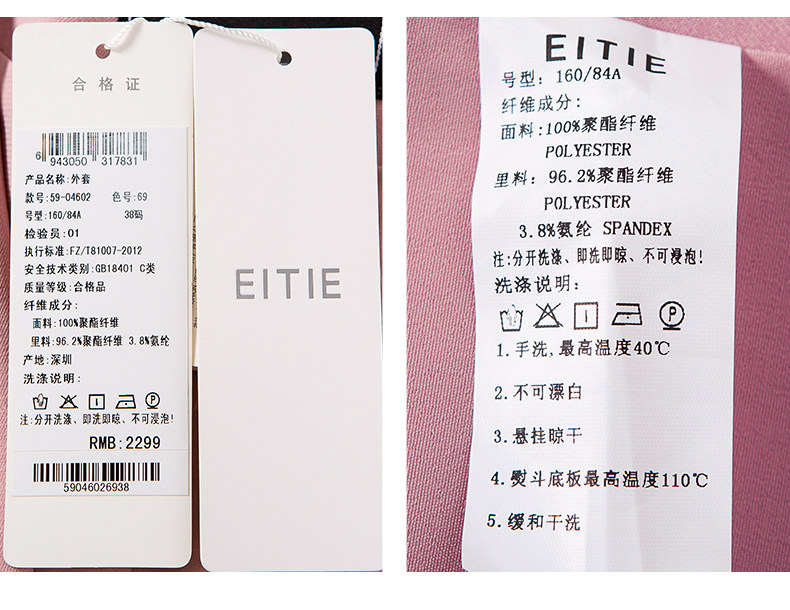 合格证
6 943050 317831
产品名称:外套
款号:59-04602 色号:69
号型:160/84A 38码
检验员:01
执行标准:FZ/T81007-2012
安全技术类别:GB18401 C类
质量等级:合格品
纤维成分:
面料:100%聚酯纤维
里料:96.2%聚酯纤维 3.8%氨纶
产地:深圳
洗涤说明:
P
注:分开洗涤、即洗即晾、不可浸泡!
RMB:2299
59046026938
EITIE
EITIE
号型: 160/84A
纤维成分:
面料:100%聚酯纤维
POLYESTER
里料: 96.2%聚酯纤维
POLYESTER
3.8%氨纶 SPANDEX
注:分开洗涤、即洗即晾、不可浸泡!
洗涤说明:
P
1.手洗,最高温度40℃
2.不可漂白
3.悬挂晾干
4.熨斗底板最高温度110℃
5.缓和干洗